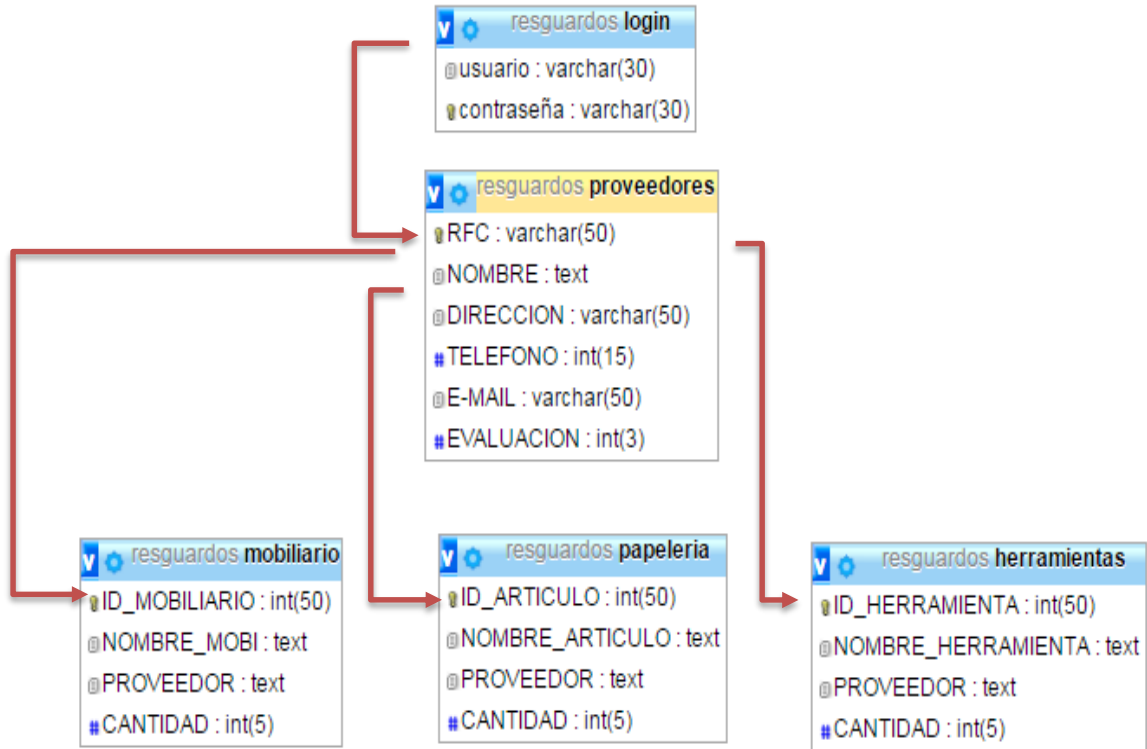 resguardos login
usuario : varchar(30)
contraseña : varchar(30)
resguardos proveedores
RFC : varchar(50)
NOMBRE : text
DIRECCION : varchar(50)
# TELEFONO : int(15)
E-MAIL : varchar(50)
# EVALUACION : int(3)
resguardos mobiliario
ID_MOBILIARIO : int(50)
NOMBRE_MOBI : text
PROVEEDOR : text
# CANTIDAD : int(5)
resguardos papeleria
ID_ARTICULO : int(50)
NOMBRE_ARTICULO : text
PROVEEDOR : text
# CANTIDAD : int(5)
resguardos herramientas
ID_HERRAMIENTA : int(50)
NOMBRE_HERRAMIENTA : text
PROVEEDOR : text
# CANTIDAD : int(5)